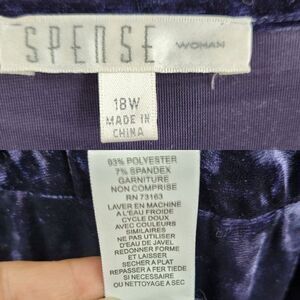 SPENSE WOMAN
18W
MADE IN
CHINA
93% POLYESTER
7% SPANDEX
GARNITURE
NON COMPRISE
RN 73163
LAVER EN MACHINE
A L'EAU FROIDE
CYCLE DOUX
AVEC COULEURS
SIMILAIRES
NE PAS UTILISER
D'EAU DE JAVEL
REDONNER FORME
ET LAISSER
SECHER A PLAT
REPASSER A FER TIEDE
SI NECESSAIRE
OU NETTOYAGE A SEC